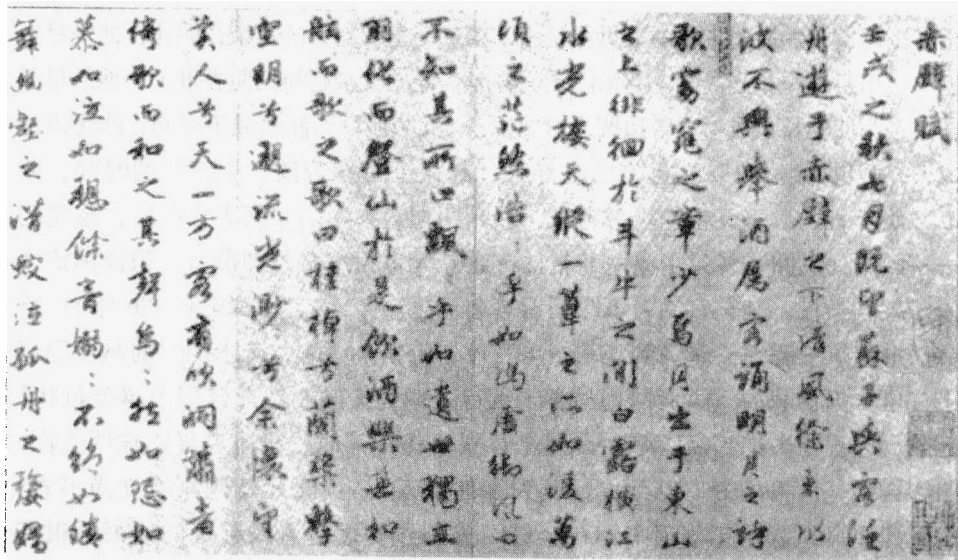 赤壁賦
壬戌之秋七月既望蘇子與客泛
舟遊于赤壁之下清風徐来水
波不興舉酒属客誦明月之詩
歌窈窕之章少焉月出于東山
之上徘徊於斗牛之間白露橫江
水光接天縱一葦之所如凌萬
頃之茫然浩乎如馮虛御風而
不知其所止飄乎如遺世獨立
羽化而登仙於是飲酒樂甚扣
舷而歌之歌曰桂棹兮蘭槳擊
空明兮遡流光渺兮余懷望
美人兮天一方客有吹洞簫者
倚歌而和之其聲嗚:然如怨如
慕如泣如訴餘音嫋:不絕如縷
舞幽壑之潛蛟泣孤舟之嫠婦